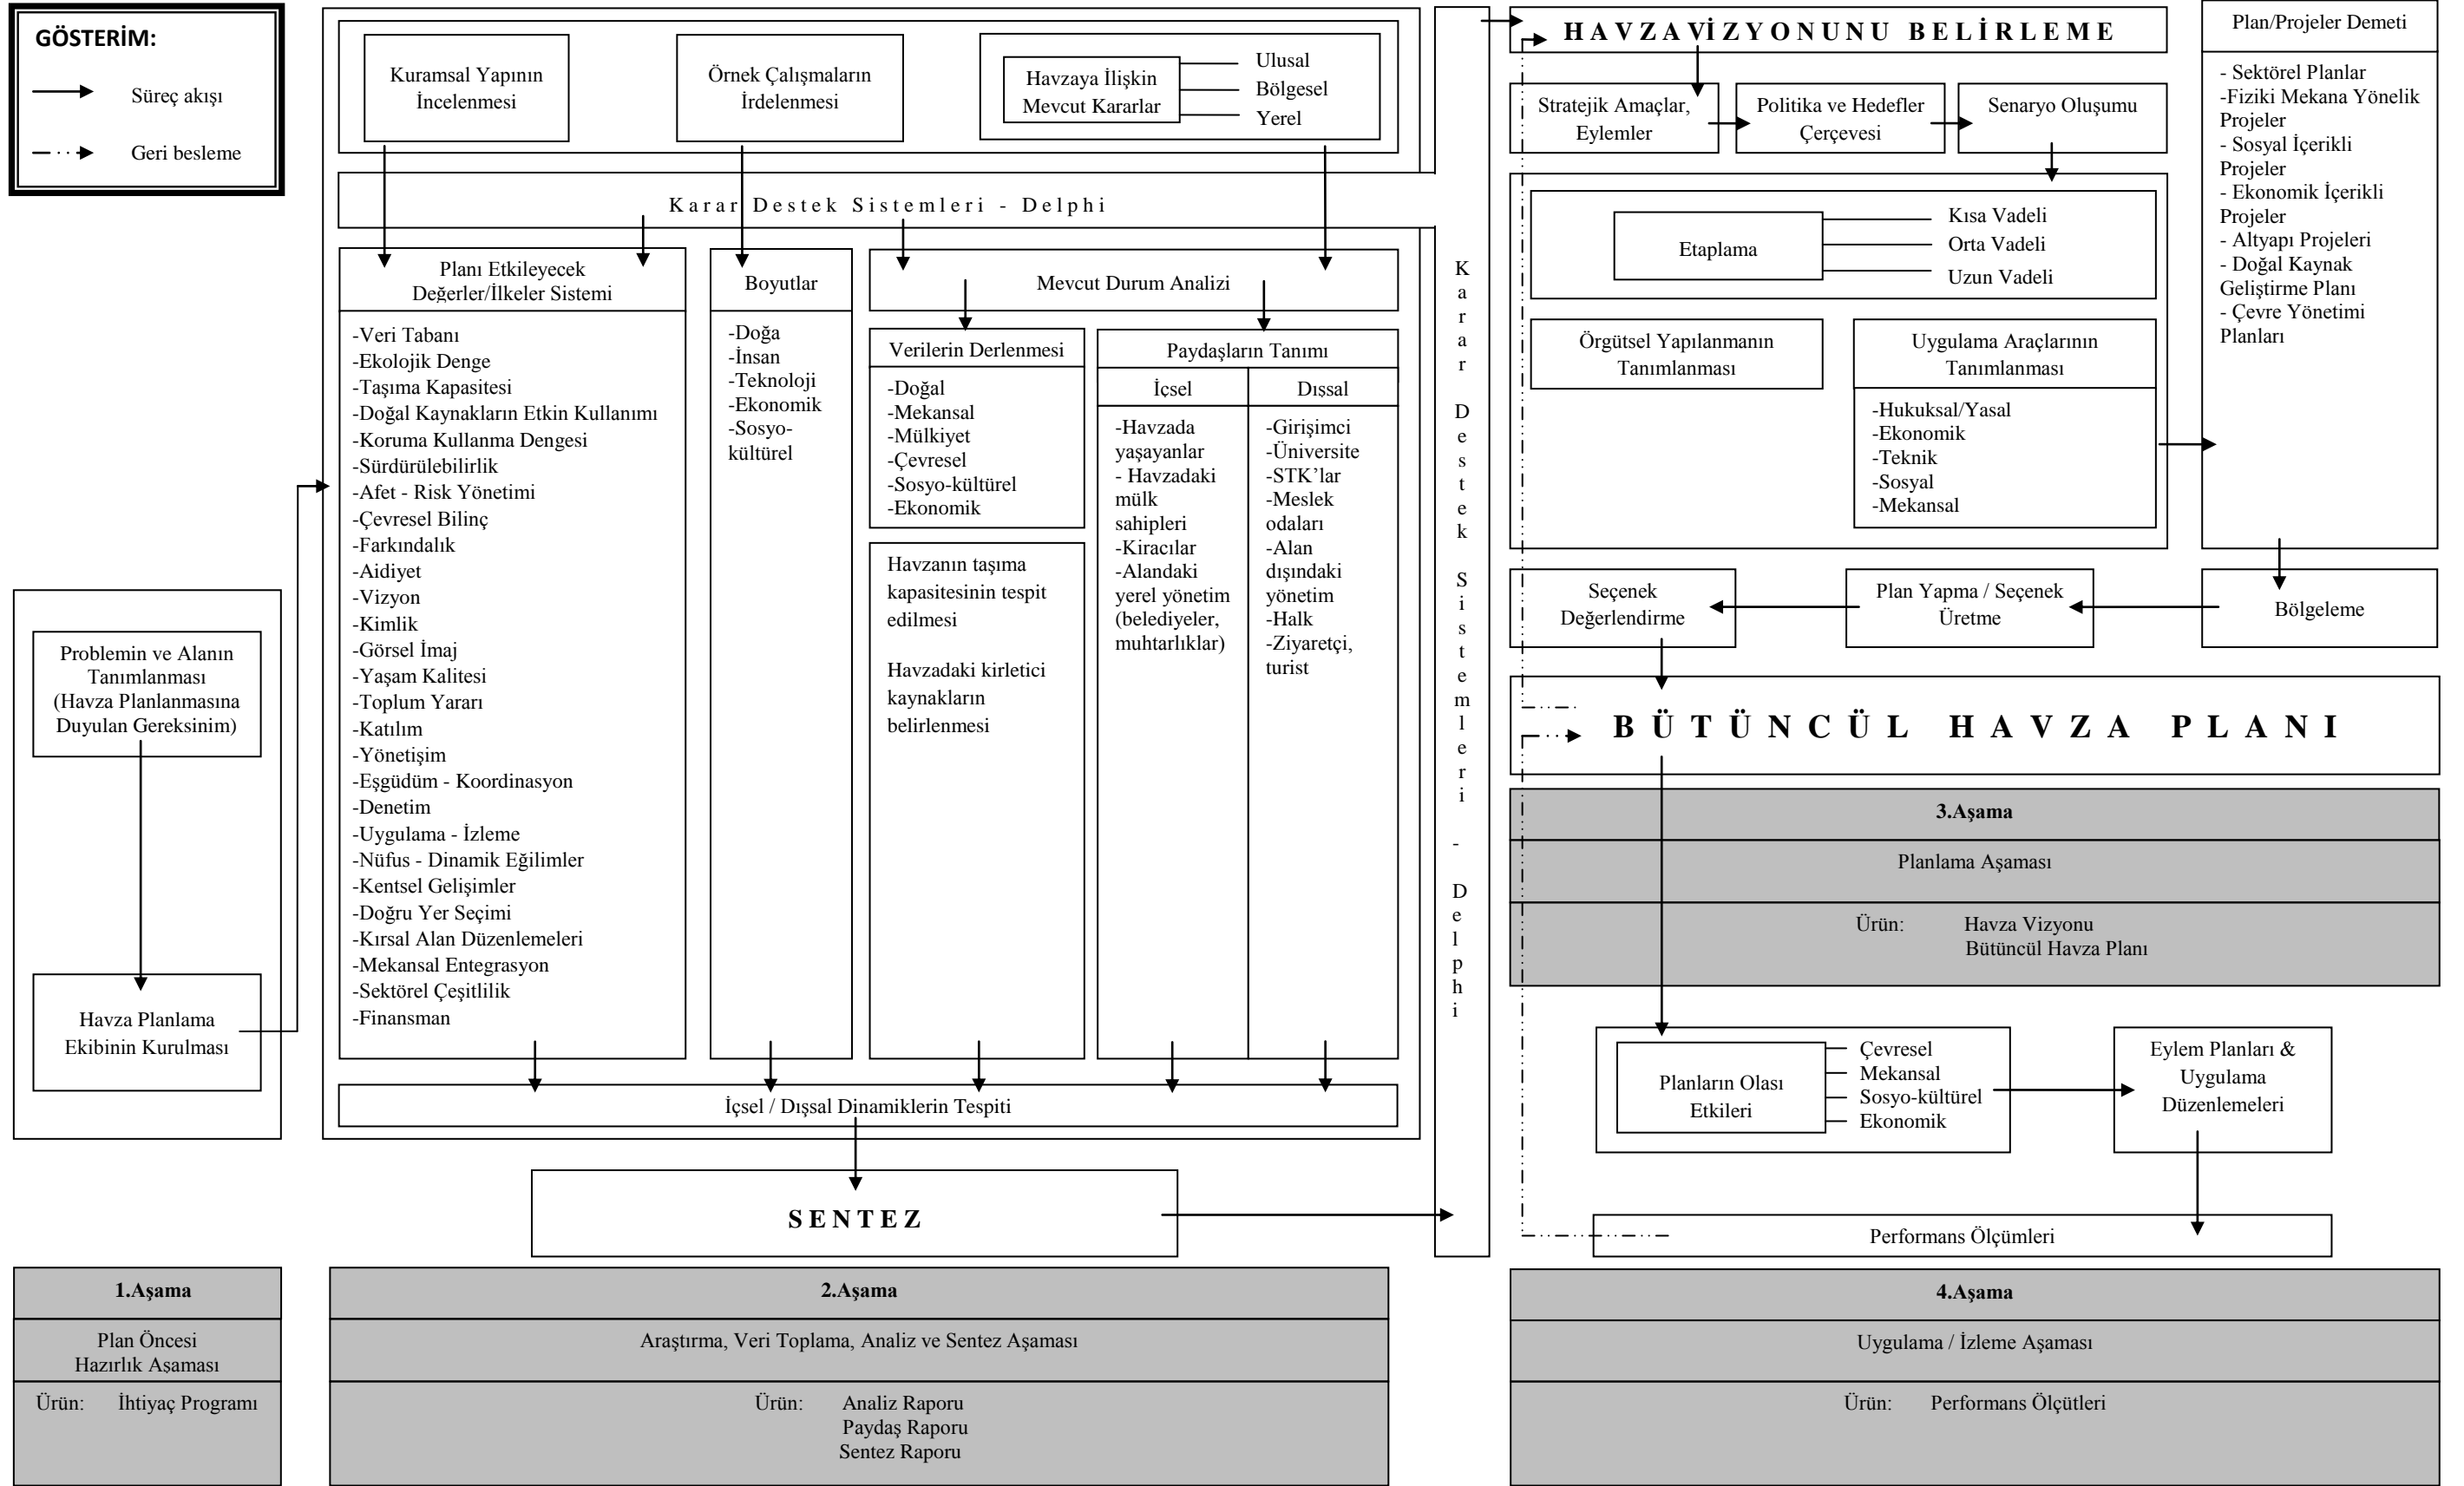 GÖSTERİM:
Süreç akışı
Geri besleme
Problemin ve Alanın
Tanımlanması
(Havza Planlanmasına
Duyulan Gereksinim)
Havza Planlama
Ekibinin Kurulması
1.Aşama
Plan Öncesi
Hazırlık Aşaması
Ürün: İhtiyaç Programı
Kuramsal Yapının
İncelenmesi
Örnek Çalışmaların
İrdelenmesi
Havzaya İlişkin
Mevcut Kararlar
Ulusal
Bölgesel
Yerel
Karar Destek Sistemleri - Delphi
Planı Etkileyecek
Değerler/İlkeler Sistemi
-Veri Tabanı
-Ekolojik Denge
-Taşıma Kapasitesi
-Doğal Kaynakların Etkin Kullanımı
-Koruma Kullanma Dengesi
-Sürdürülebilirlik
-Afet - Risk Yönetimi
-Çevresel Bilinç
-Farkındalık
-Aidiyet
-Vizyon
-Kimlik
-Görsel İmaj
-Yaşam Kalitesi
-Toplum Yararı
-Katılım
-Yönetişim
-Eşgüdüm - Koordinasyon
-Denetim
-Uygulama - İzleme
-Nüfus - Dinamik Eğilimler
-Kentsel Gelişimler
-Doğru Yer Seçimi
-Kırsal Alan Düzenlemeleri
-Mekansal Entegrasyon
-Sektörel Çeşitlilik
-Finansman
Boyutlar
-Doğa
-İnsan
-Teknoloji
-Ekonomik
-Sosyo-
kültürel
Mevcut Durum Analizi
Verilerin Derlenmesi
-Doğal
-Mekansal
-Mülkiyet
-Çevresel
-Sosyo-kültürel
-Ekonomik
Havzanın taşıma
kapasitesinin tespit
edilmesi
Havzadaki kirletici
kaynakların
belirlenmesi
Paydaşların Tanımı
İçsel
-Havzada
yaşayanlar
- Havzadaki
mülk
sahipleri
-Kiracılar
-Alandaki
yerel yönetim
(belediyeler,
muhtarlıklar)
Dışsal
-Girişimci
-Üniversite
-STK’lar
-Meslek
odaları
-Alan
dışındaki
yönetim
-Halk
-Ziyaretçi,
turist
İçsel / Dışsal Dinamiklerin Tespiti
SENTEZ
2.Aşama
Araştırma, Veri Toplama, Analiz ve Sentez Aşaması
Ürün: Analiz Raporu
Paydaş Raporu
Sentez Raporu
Karar Destek Sistemleri - Delphi
HAVZA VİZYONUNU BELİRLEME
Stratejik Amaçlar,
Eylemler
Politika ve Hedefler
Çerçevesi
Senaryo Oluşumu
Etaplama
Kısa Vadeli
Orta Vadeli
Uzun Vadeli
Örgütsel Yapılanmanın
Tanımlanması
Uygulama Araçlarının
Tanımlanması
-Hukuksal/Yasal
-Ekonomik
-Teknik
-Sosyal
-Mekansal
Plan/Projeler Demeti
- Sektörel Planlar
-Fiziki Mekana Yönelik
Projeler
- Sosyal İçerikli
Projeler
- Ekonomik İçerikli
Projeler
- Altyapı Projeleri
- Doğal Kaynak
Geliştirme Planı
- Çevre Yönetimi
Planları
Seçenek
Değerlendirme
Plan Yapma / Seçenek
Üretme
Bölgeleme
BÜTÜNCÜL HAVZA PLANI
3.Aşama
Planlama Aşaması
Ürün: Havza Vizyonu
Bütüncül Havza Planı
Planların Olası
Etkileri
Çevresel
Mekansal
Sosyo-kültürel
Ekonomik
Eylem Planları &
Uygulama
Düzenlemeleri
Performans Ölçümleri
4.Aşama
Uygulama / İzleme Aşaması
Ürün: Performans Ölçütleri